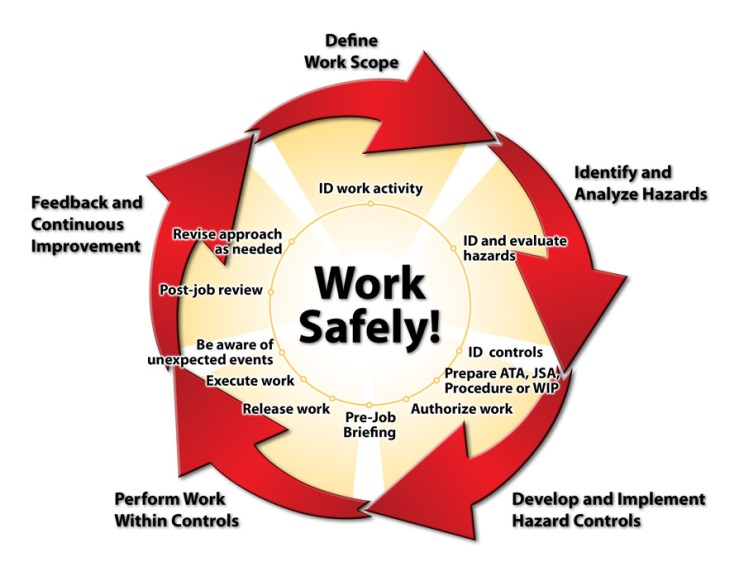 Define
Work Scope
Identify and
Analyze Hazards
Develop and Implement
Hazard Controls
Perform Work
Within Controls
Feedback and
Continuous
Improvement
ID work activity
ID and evaluate
hazards
ID controls
Prepare ATA, JSA,
Procedure or WIP
Authorize work
Pre-Job
Briefing
Release work
Execute work
Be aware of
unexpected events
Post-job review
Revise approach
as needed
Work
Safely!